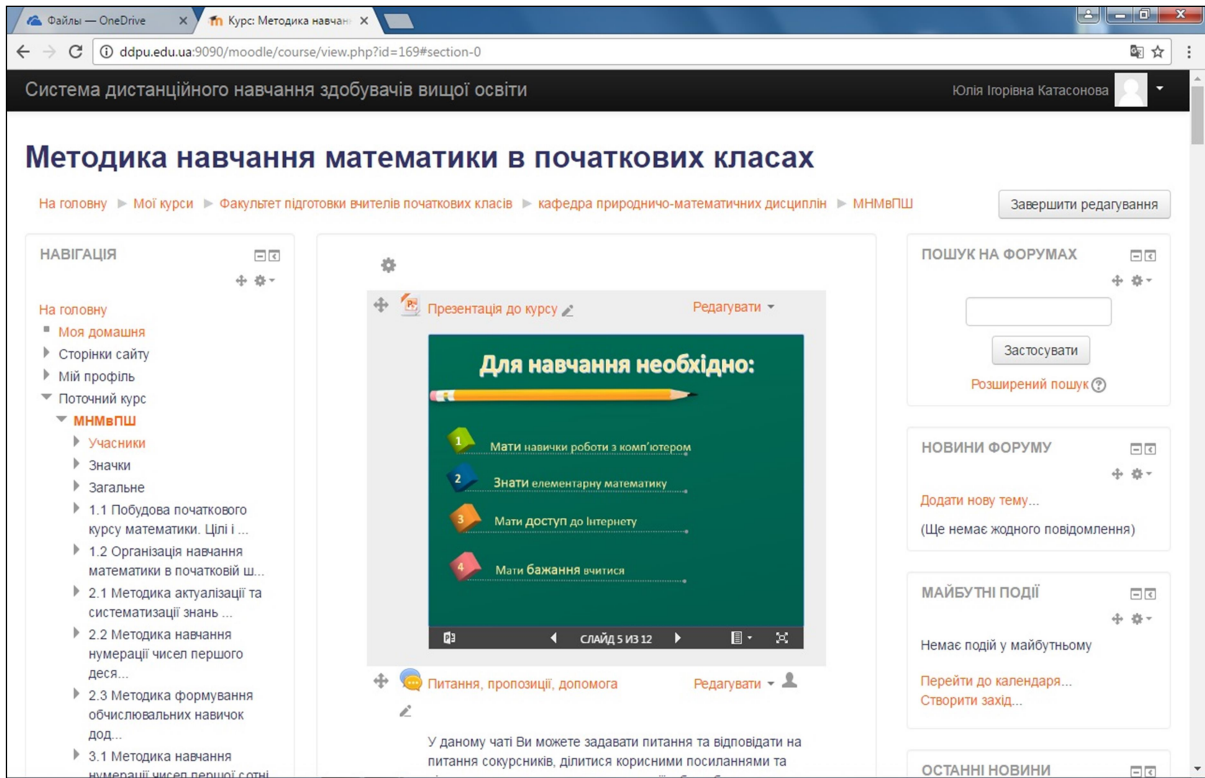 Файлы — OneDrive
Курс: Методика навчан
ddpu.edu.ua:9090/moodle/course/view.php?id=169#section-0
Система дистанційного навчання здобувачів вищої освіти
Юлія Ігорівна Катасонова
Методика навчання математики в початкових класах
На головну ► Мої курси ► Факультет підготовки вчителів початкових класів ► кафедра природничо-математичних дисциплін ► МНМвПШ
Завершити редагування
НАВІГАЦІЯ
На головну
Моя домашня
Сторінки сайту
Мій профіль
Поточний курс
МНМвПШ
Учасники
Значки
Загальне
1.1 Побудова початкового
курсу математики. Цілі і ...
1.2 Організація навчання
математики в початковій ш...
2.1 Методика актуалізації та
систематизації знань ...
2.2 Методика навчання
нумерації чисел першого
деся...
2.3 Методика формування
обчислювальних навичок
дод...
3.1 Методика навчання
нумерації чисел першої сотні
Презентація до курсу
Редагувати
Для навчання необхідно:
1 Мати навички роботи з комп'ютером
2 Знати елементарну математику
3 Мати доступ до Інтернету
4 Мати бажання вчитися
СЛАЙД 5 ИЗ 12
Питання, пропозиції, допомога
Редагувати
У даному чаті Ви можете задавати питання та відповідати на
питання сокурсників, ділитися корисними посиланнями та
ПОШУК НА ФОРУМАХ
Застосувати
Розширений пошук
НОВИНИ ФОРУМУ
Додати нову тему...
(Ще немає жодного повідомлення)
МАЙБУТНІ ПОДІЇ
Немає подій у майбутньому
Перейти до календаря...
Створити захід...
ОСТАННІ НОВИНИ